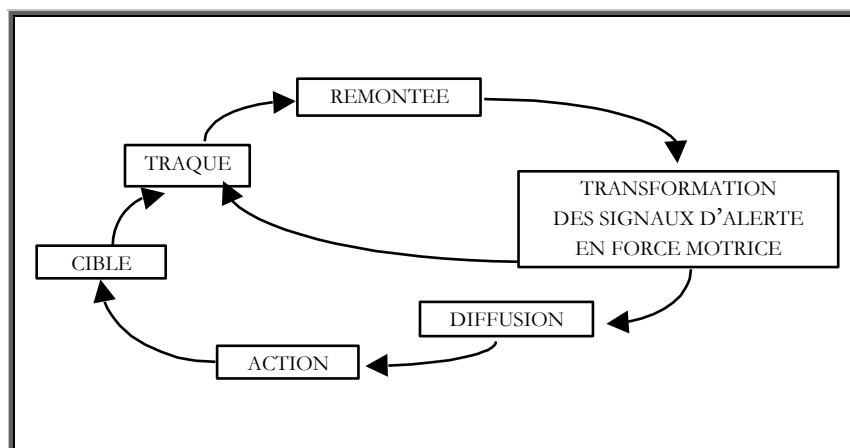 REMONTEE
TRAQUE
TRANSFORMATION
DES SIGNAUX D’ALERTE
EN FORCE MOTRICE
CIBLE
DIFFUSION
ACTION